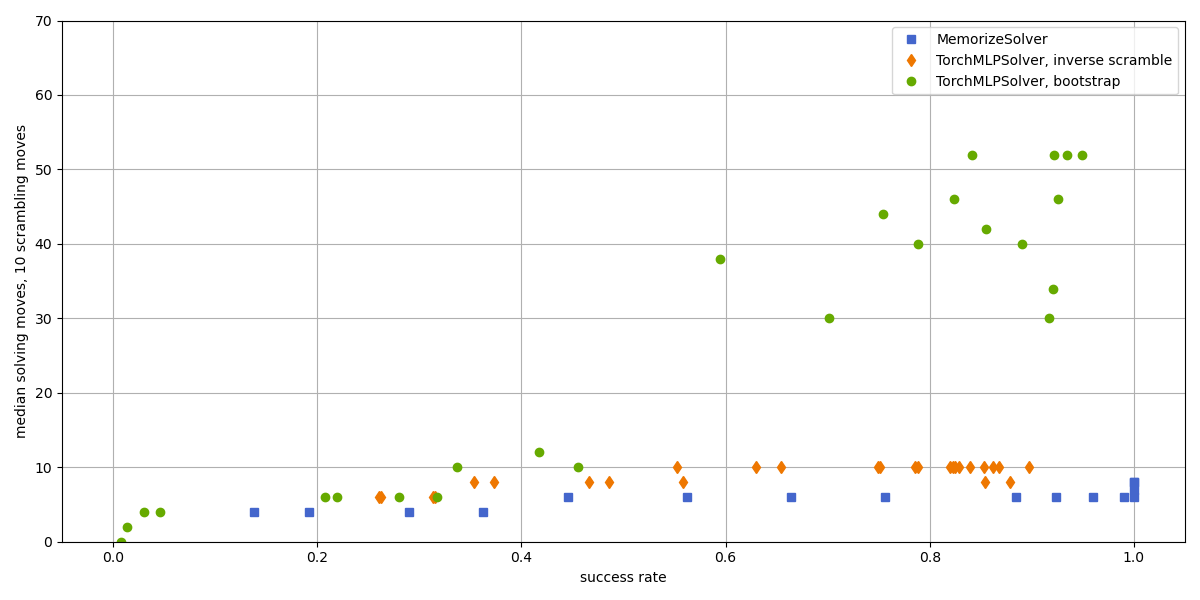 70
60
50
40
30
20
10
0
median solving moves, 10 scrambling moves
MemorizeSolver
TorchMLPSolver, inverse scramble
TorchMLPSolver, bootstrap
0.0 0.2 0.4 0.6 0.8 1.0
success rate